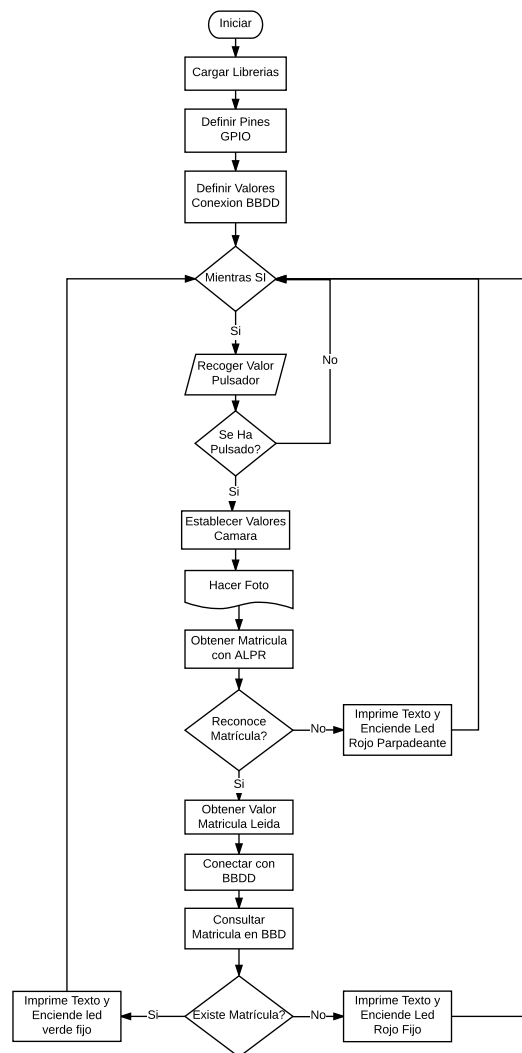 Iniciar
Cargar Librerias
Definir Pines
GPIO
Definir Valores
Conexion BBDD
Mientras SI
Si
Recoger Valor
Pulsador
No
Se Ha
Pulsado?
Si
Establecer Valores
Camara
Hacer Foto
Obtener Matricula
con ALPR
Reconoce
Matrícula?
No
Imprime Texto y
Enciende Led
Rojo Parpadeante
Si
Obtener Valor
Matricula Leida
Conectar con
BBDD
Consultar
Matricula en BBD
Imprime Texto y
Enciende led
verde fijo
Si
Existe Matrícula?
No
Imprime Texto y
Enciende Led
Rojo Fijo